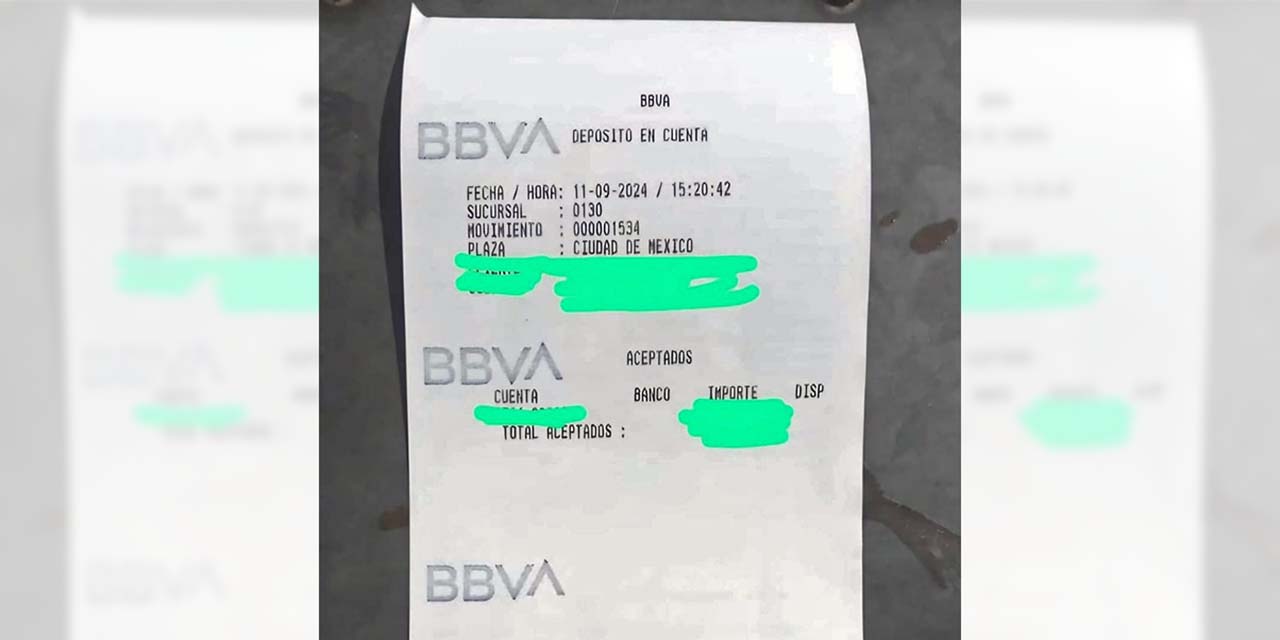 BBVA
BBVA DEPOSITO EN CUENTA
FECHA / HORA: 11-09-2024 / 15:20:42
SUCURSAL : 0130
MOVIMIENTO : 000001534
PLAZA : CIUDAD DE MEXICO
BBVA ACEPTADOS
CUENTA BANCO IMPORTE DISP
TOTAL ACEPTADOS :
BBVA